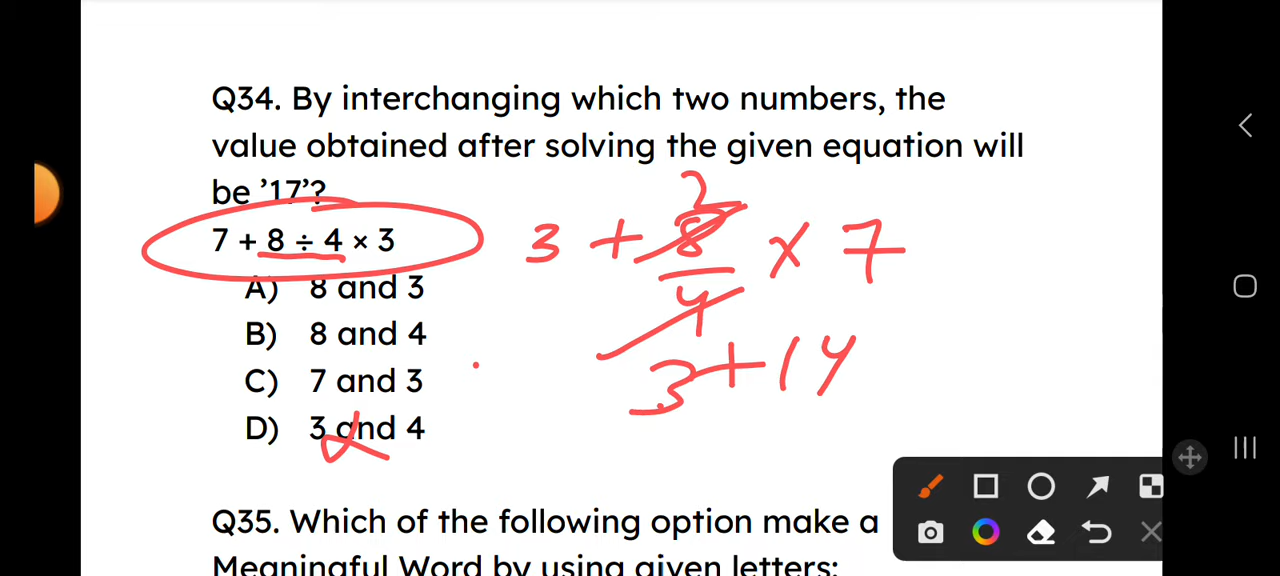 Q34. By interchanging which two numbers, the
value obtained after solving the given equation will
be ’17’?
7 + 8 ÷ 4 × 3
A) 8 and 3
B) 8 and 4
C) 7 and 3
D) 3 and 4
2
3 + 8 × 7
4
3 + 14
Q35. Which of the following option make a
Meaningful Word by using given letters: